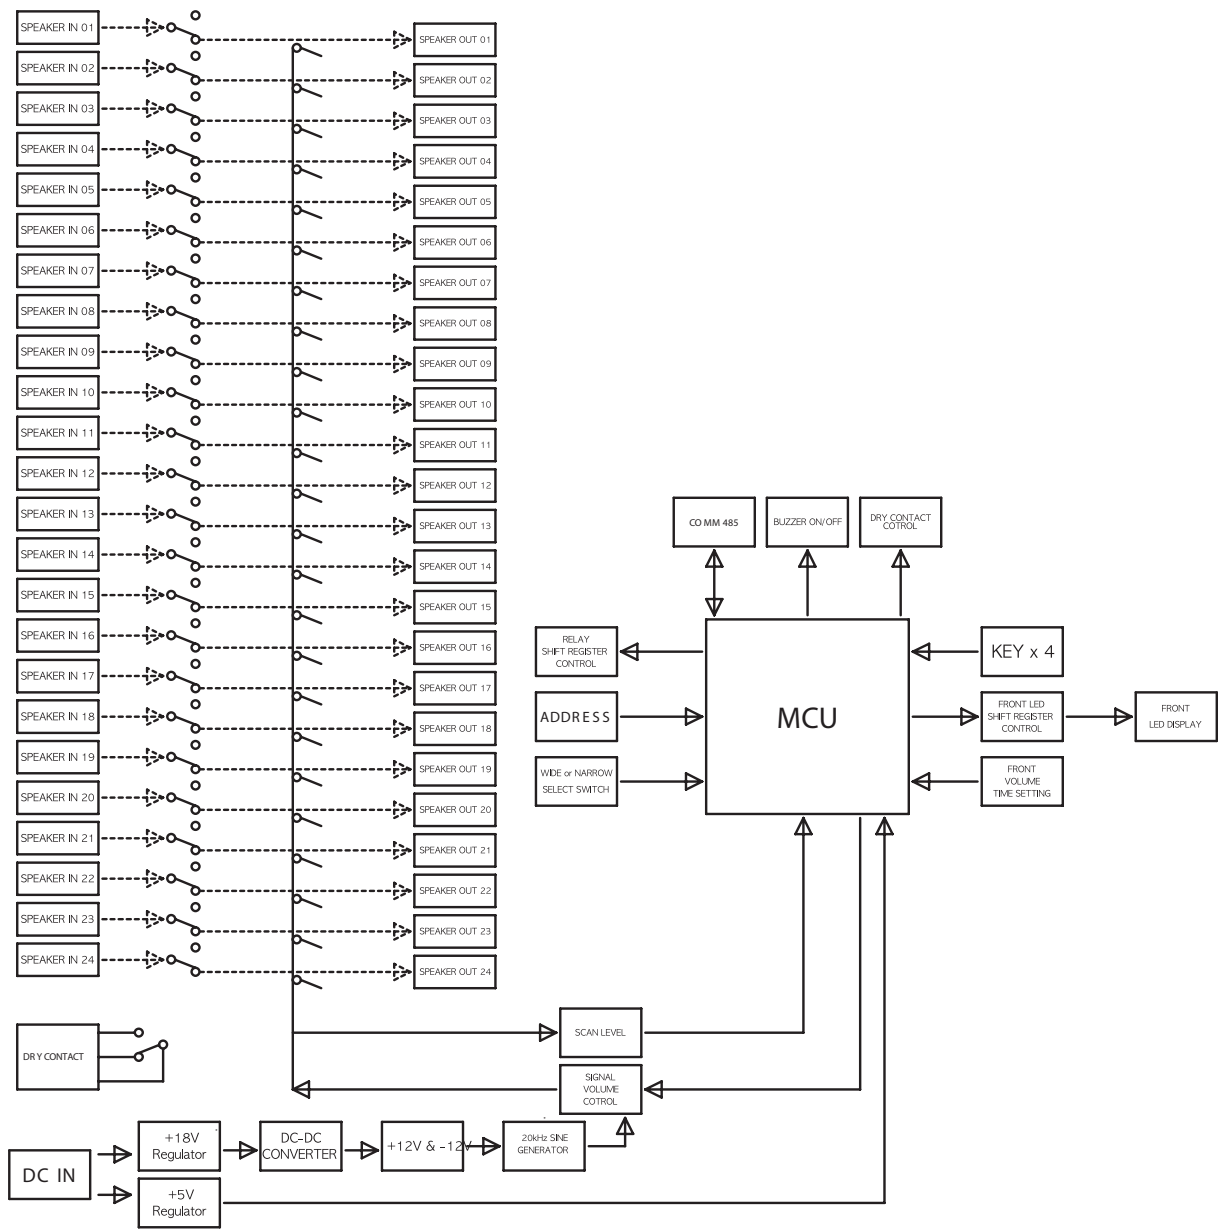 SPEAKER IN 01
SPEAKER OUT 01
SPEAKER IN 02
SPEAKER OUT 02
SPEAKER IN 03
SPEAKER OUT 03
SPEAKER IN 04
SPEAKER OUT 04
SPEAKER IN 05
SPEAKER OUT 05
SPEAKER IN 06
SPEAKER OUT 06
SPEAKER IN 07
SPEAKER OUT 07
SPEAKER IN 08
SPEAKER OUT 08
SPEAKER IN 09
SPEAKER OUT 09
SPEAKER IN 10
SPEAKER OUT 10
SPEAKER IN 11
SPEAKER OUT 11
SPEAKER IN 12
SPEAKER OUT 12
SPEAKER IN 13
SPEAKER OUT 13
SPEAKER IN 14
SPEAKER OUT 14
SPEAKER IN 15
SPEAKER OUT 15
SPEAKER IN 16
SPEAKER OUT 16
SPEAKER IN 17
SPEAKER OUT 17
SPEAKER IN 18
SPEAKER OUT 18
SPEAKER IN 19
SPEAKER OUT 19
SPEAKER IN 20
SPEAKER OUT 20
SPEAKER IN 21
SPEAKER OUT 21
SPEAKER IN 22
SPEAKER OUT 22
SPEAKER IN 23
SPEAKER OUT 23
SPEAKER IN 24
SPEAKER OUT 24
COMM 485
BUZZER ON/OFF
DRY CONTACT
COTROL
RELAY
SHIFT REGISTER
CONTROL
ADDRESS
WIDE or NARROW
SELECT SWITCH
MCU
KEY x 4
FRONT LED
SHIFT REGISTER
CONTROL
FRONT
LED DISPLAY
FRONT
VOLUME
TIME SETTING
DRY CONTACT
SCAN LEVEL
SIGNAL
VOLUME
COTROL
DC IN
+18V
Regulator
DC-DC
CONVERTER
+12V & -12V
20kHz SINE
GENERATOR
+5V
Regulator